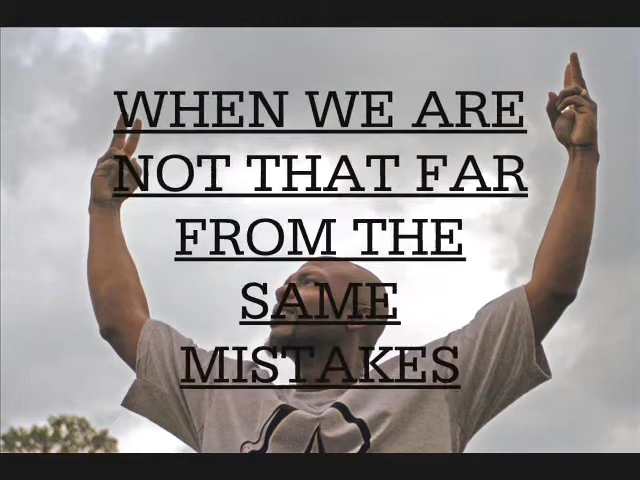 WHEN WE ARE
NOT THAT FAR
FROM THE
SAME
MISTAKES